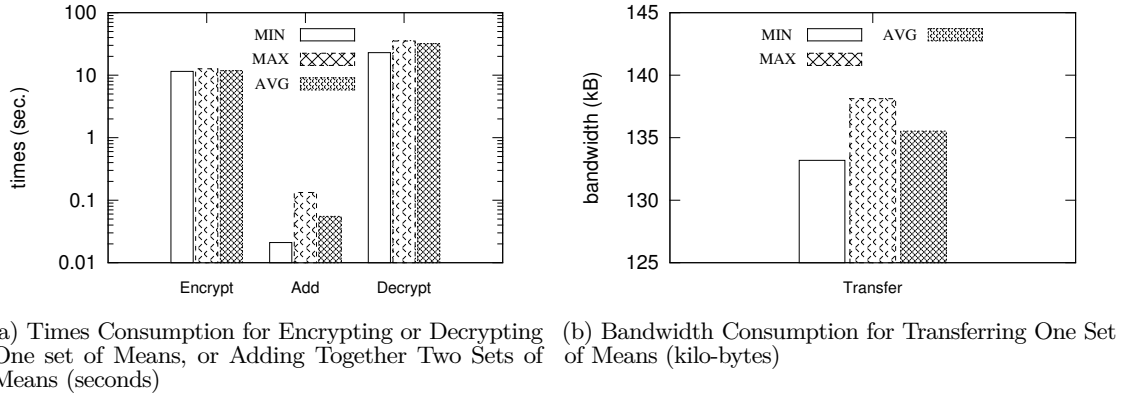 100
10
1
0.1
0.01
times (sec.)
MIN
MAX
AVG
Encrypt Add Decrypt
145
140
135
130
125
bandwidth (kB)
MIN AVG
MAX
Transfer
a) Times Consumption for Encrypting or Decrypting
One set of Means, or Adding Together Two Sets of
Means (seconds)
(b) Bandwidth Consumption for Transferring One Set
of Means (kilo-bytes)